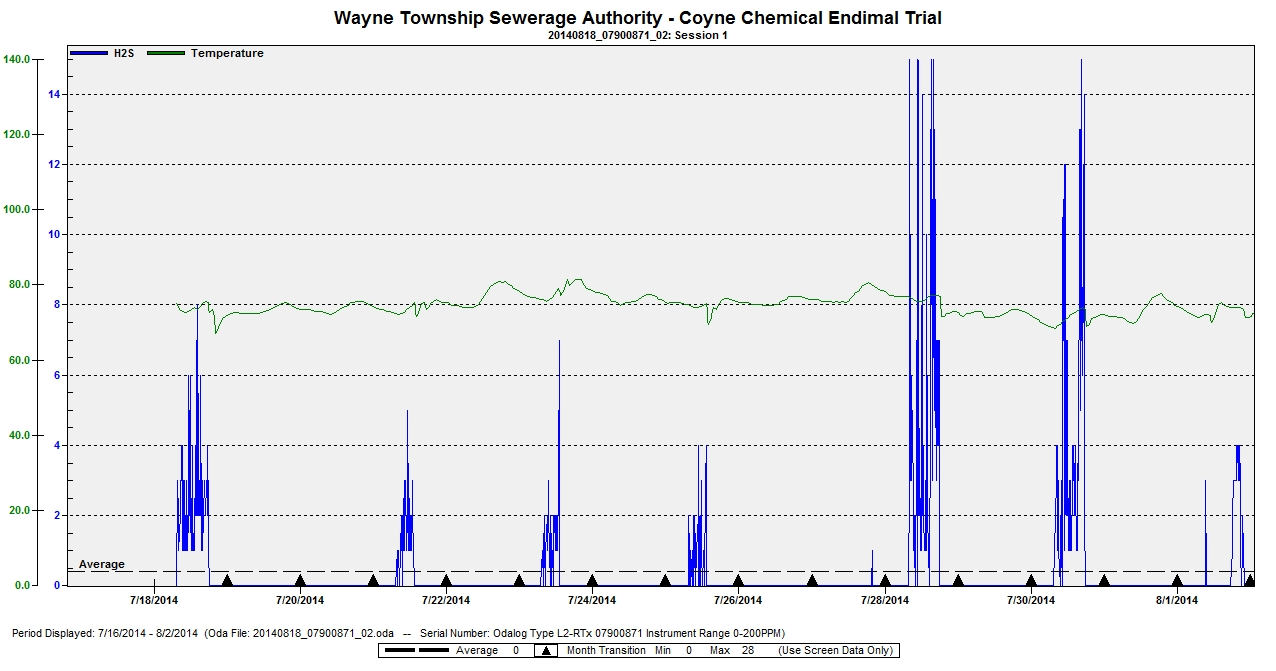 Wayne Township Sewerage Authority - Coyne Chemical Endimal Trial
20140818_07900871_02: Session 1
H2S Temperature
140.0
14
120.0
12
100.0
10
80.0
8
60.0
6
40.0
4
20.0
2
Average
0.0 0
7/18/2014 7/20/2014 7/22/2014 7/24/2014 7/26/2014 7/28/2014 7/30/2014 8/1/2014
Period Displayed: 7/16/2014 - 8/2/2014 (Oda File: 20140818_07900871_02.oda -- Serial Number: Odalog Type L2-RTx 07900871 Instrument Range 0-200PPM)
Average 0 Month Transition Min 0 Max 28 (Use Screen Data Only)